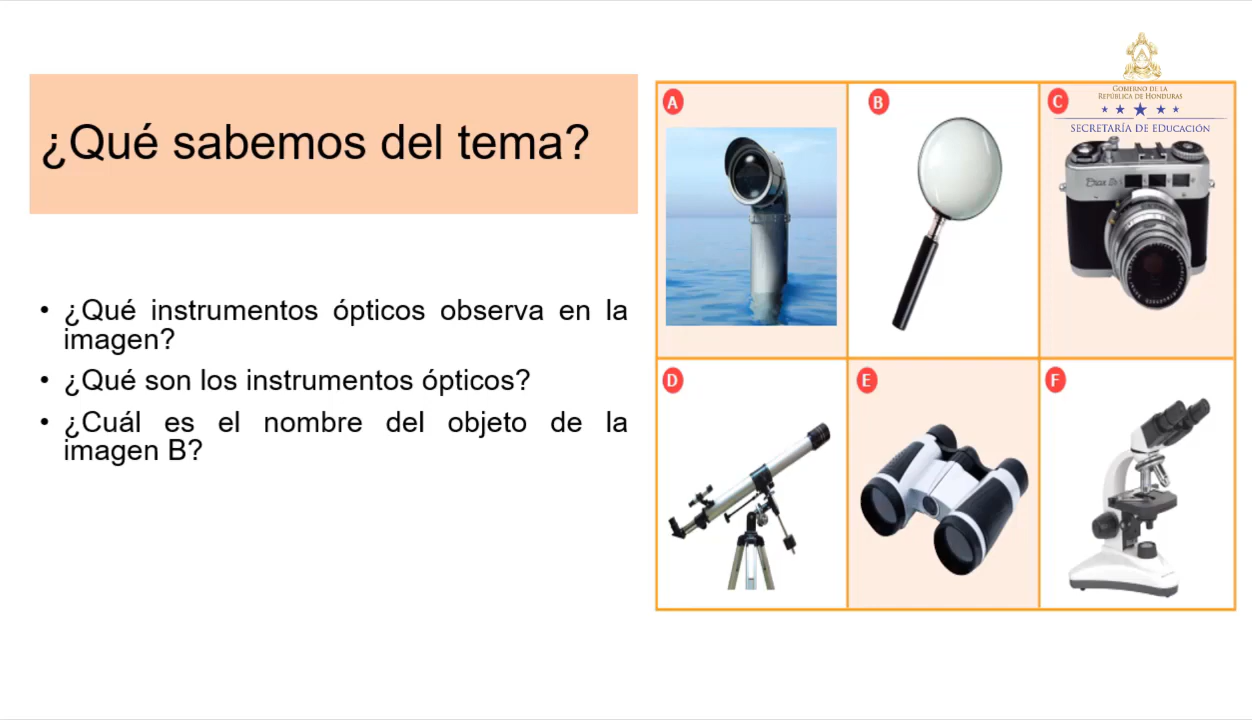 ¿Qué sabemos del tema?
• ¿Qué instrumentos ópticos observa en la
imagen?
• ¿Qué son los instrumentos ópticos?
• ¿Cuál es el nombre del objeto de la
imagen B?
A
B
C
GOBIERNO DE LA
REPÚBLICA DE HONDURAS
SECRETARÍA DE EDUCACIÓN
D
E
F